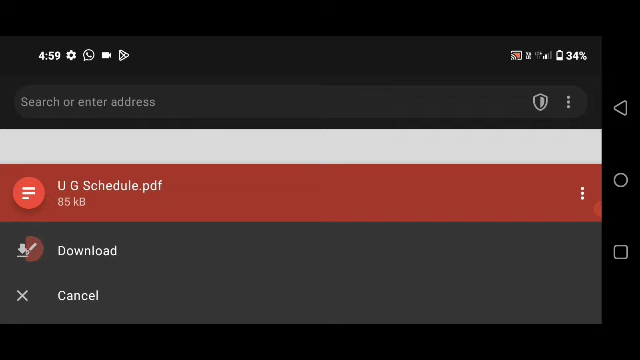 4:59
34%
Search or enter address
U G Schedule.pdf
85 kB
Download
Cancel